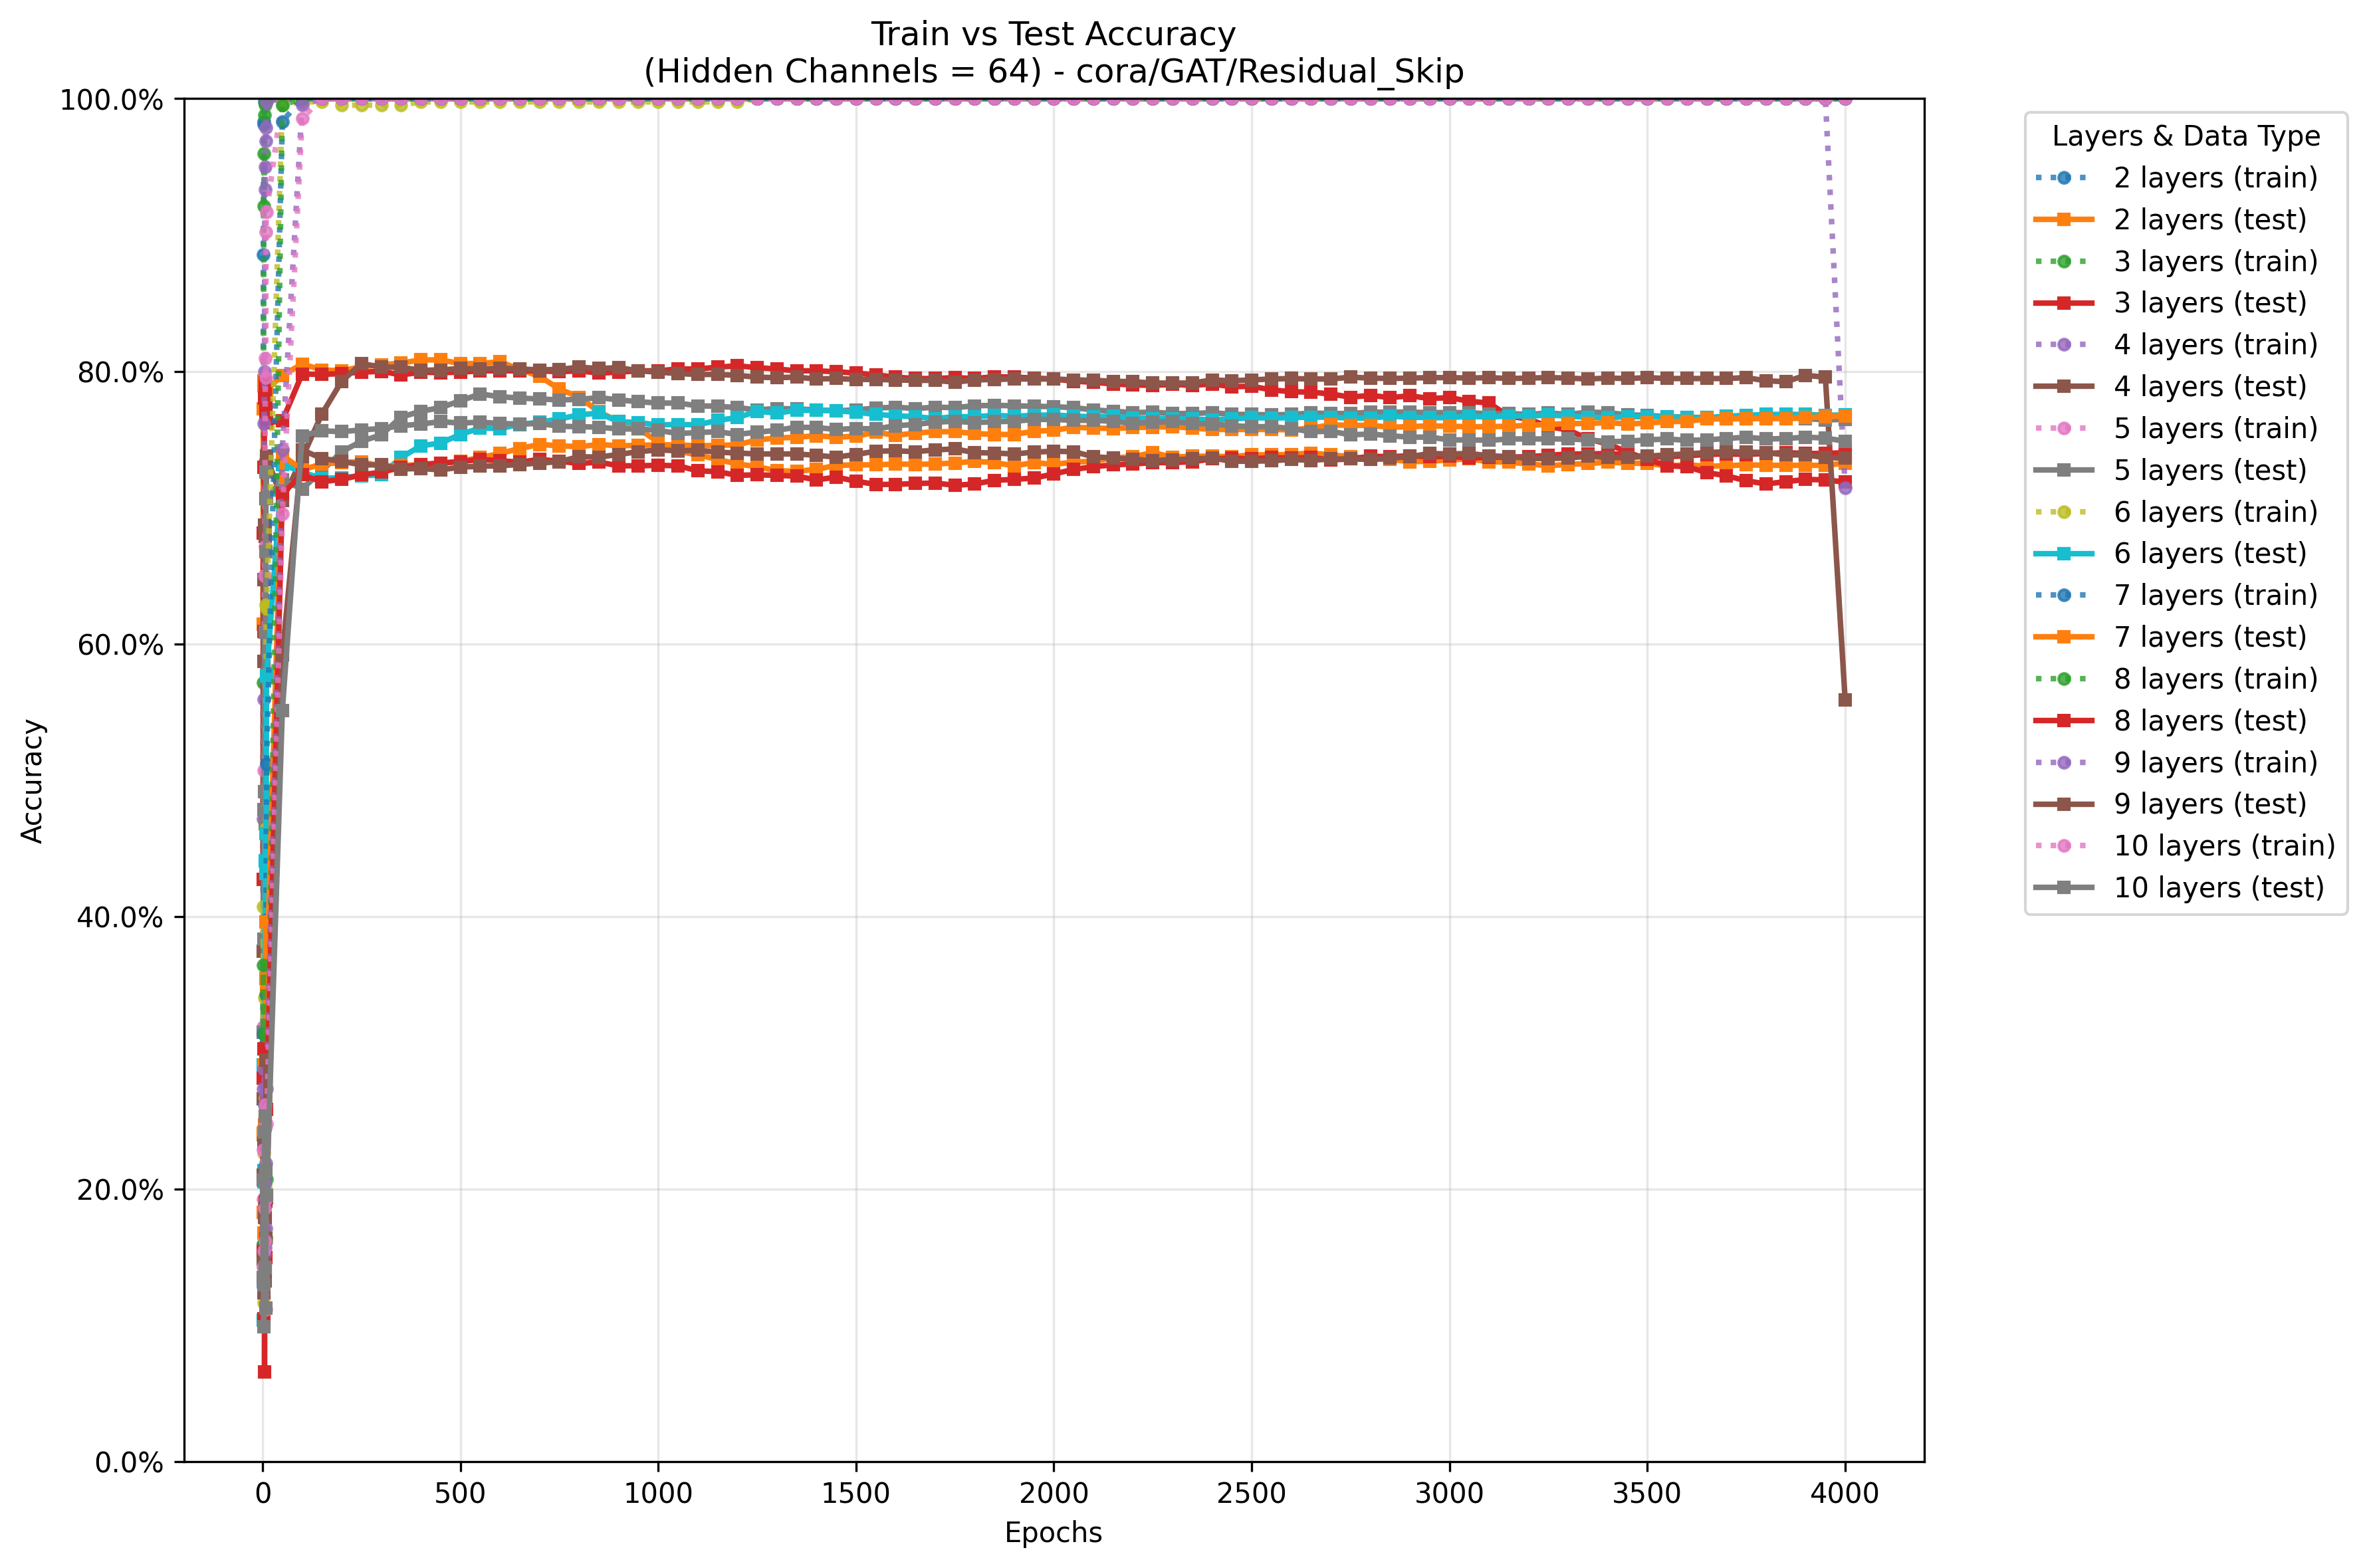 Train vs Test Accuracy
(Hidden Channels = 64) - cora/GAT/Residual_Skip
100.0%
80.0%
60.0%
40.0%
20.0%
0.0%
Accuracy
0
500
1000
1500
2000
2500
3000
3500
4000
Epochs
Layers & Data Type
2 layers (train)
2 layers (test)
3 layers (train)
3 layers (test)
4 layers (train)
4 layers (test)
5 layers (train)
5 layers (test)
6 layers (train)
6 layers (test)
7 layers (train)
7 layers (test)
8 layers (train)
8 layers (test)
9 layers (train)
9 layers (test)
10 layers (train)
10 layers (test)